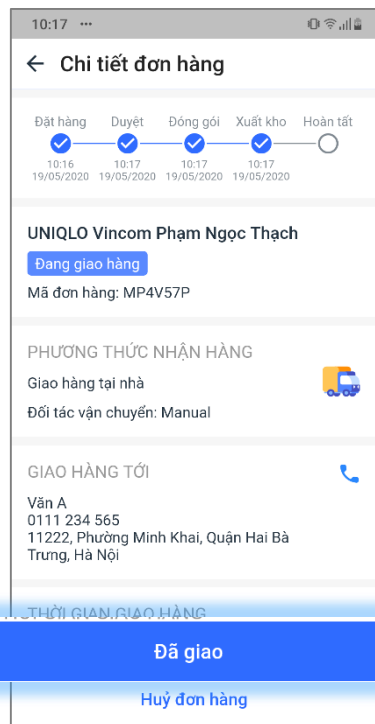 10:17 ...
Chi tiết đơn hàng
Đặt hàng Duyệt Đóng gói Xuất kho Hoàn tất
10:16 10:17 10:17 10:17
19/05/2020 19/05/2020 19/05/2020 19/05/2020
UNIQLO Vincom Phạm Ngọc Thạch
Đang giao hàng
Mã đơn hàng: MP4V57P
PHƯƠNG THỨC NHẬN HÀNG
Giao hàng tại nhà
Đối tác vận chuyển: Manual
GIAO HÀNG TỚI
Văn A
0111 234 565
11222, Phường Minh Khai, Quận Hai Bà
Trưng, Hà Nội
THỜI GIAN GIAO HÀNG
Đã giao
Huỷ đơn hàng